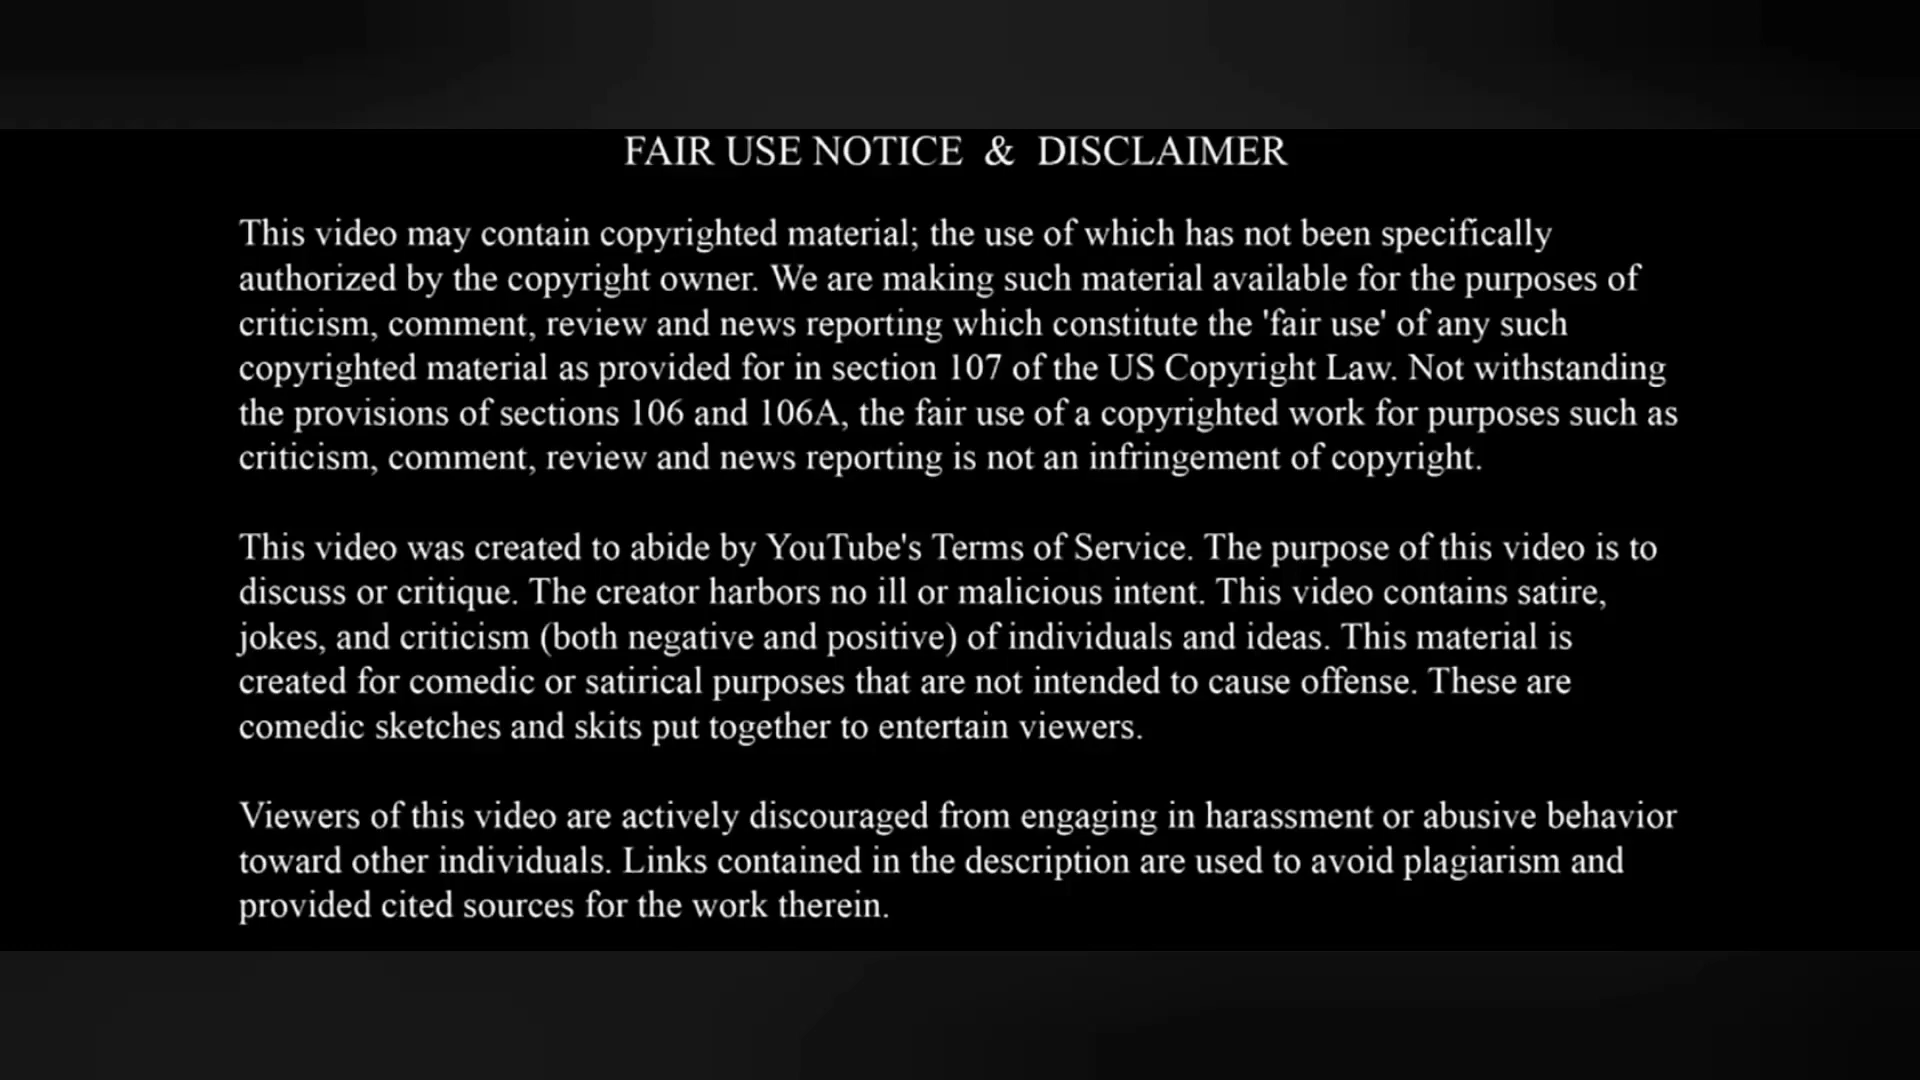 FAIR USE NOTICE & DISCLAIMER
This video may contain copyrighted material; the use of which has not been specifically
authorized by the copyright owner. We are making such material available for the purposes of
criticism, comment, review and news reporting which constitute the 'fair use' of any such
copyrighted material as provided for in section 107 of the US Copyright Law. Not withstanding
the provisions of sections 106 and 106A, the fair use of a copyrighted work for purposes such as
criticism, comment, review and news reporting is not an infringement of copyright.
This video was created to abide by YouTube's Terms of Service. The purpose of this video is to
discuss or critique. The creator harbors no ill or malicious intent. This video contains satire,
jokes, and criticism (both negative and positive) of individuals and ideas. This material is
created for comedic or satirical purposes that are not intended to cause offense. These are
comedic sketches and skits put together to entertain viewers.
Viewers of this video are actively discouraged from engaging in harassment or abusive behavior
toward other individuals. Links contained in the description are used to avoid plagiarism and
provided cited sources for the work therein.